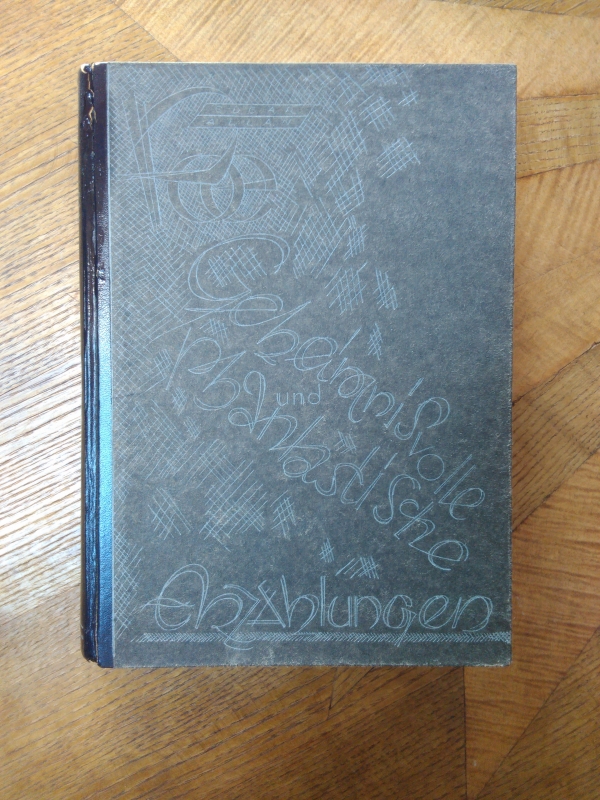 Poe
Geheimnisvolle
und
Phantastische
Erzählungen